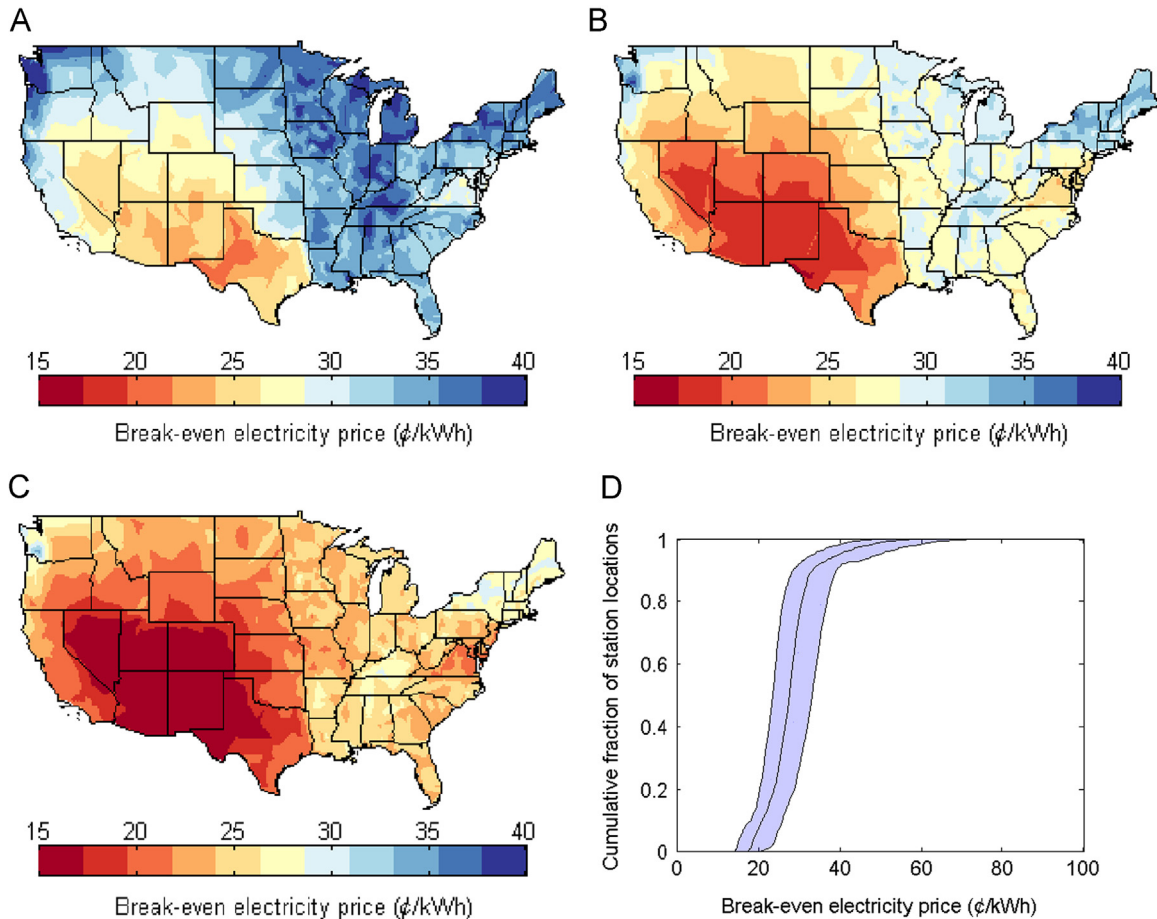 A
15 20 25 30 35 40
Break-even electricity price (¢/kWh)
B
15 20 25 30 35 40
Break-even electricity price (¢/kWh)
C
15 20 25 30 35 40
Break-even electricity price (¢/kWh)
D
Cumulative fraction of station locations
1
0.8
0.6
0.4
0.2
0
0 20 40 60 80 100
Break-even electricity price (¢/kWh)